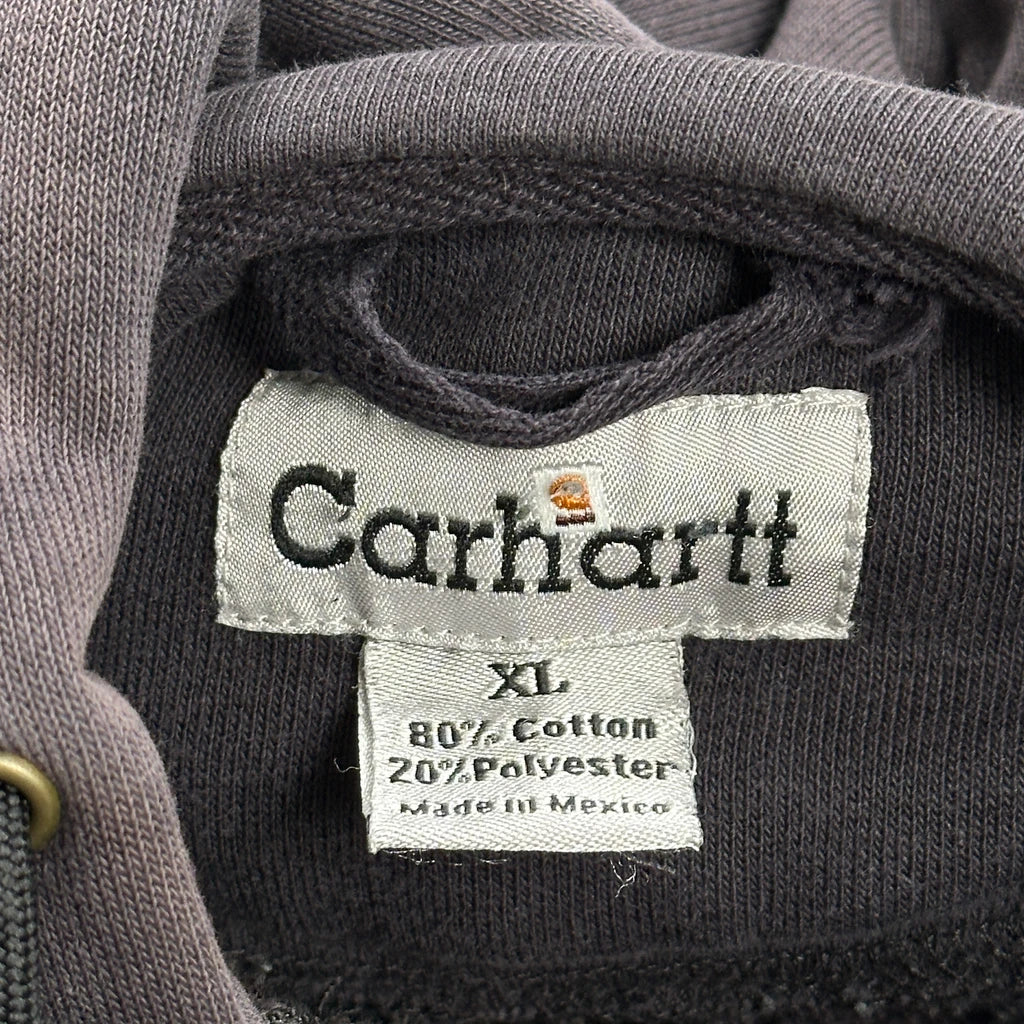 Carhartt
XL
80% Cotton
20% Polyester
Made in Mexico